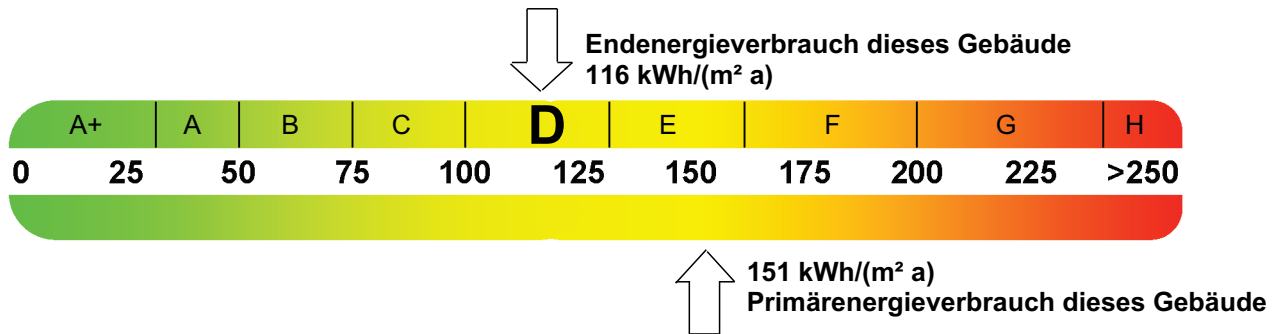 Endenergieverbrauch dieses Gebäude
116 kWh/(m² a)
A+ A B C D E F G H
0 25 50 75 100 125 150 175 200 225 >250
151 kWh/(m² a)
Primärenergieverbrauch dieses Gebäude